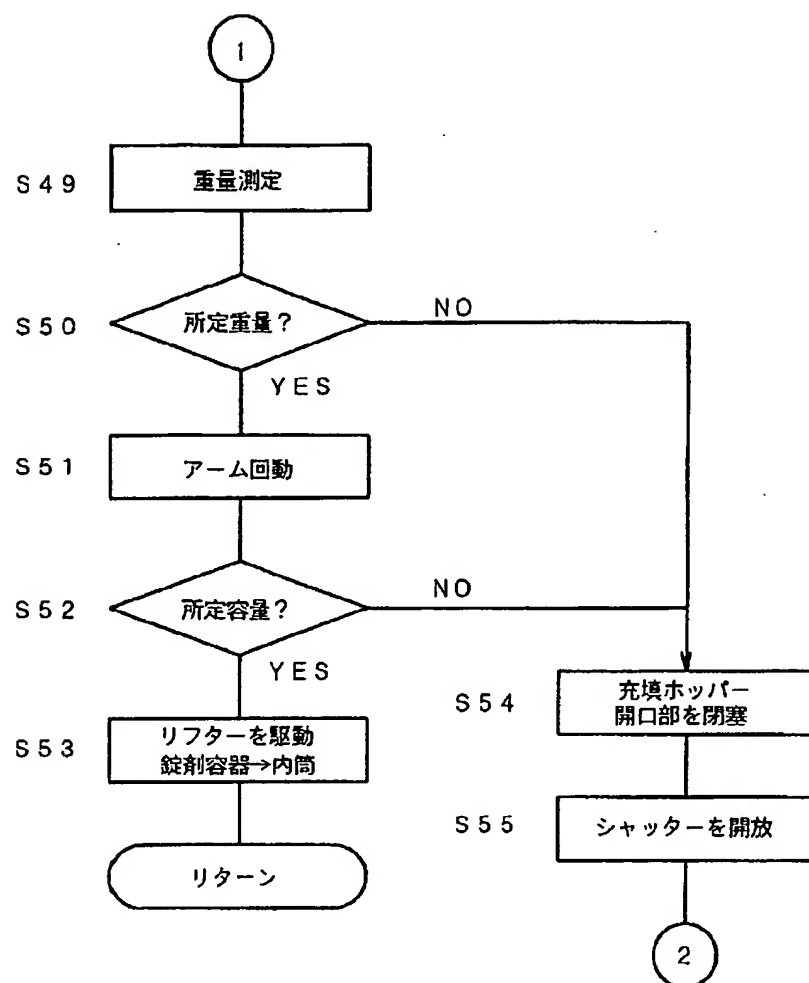 1
S49
重量測定
S50
所定重量？
NO
YES
S51
アーム回動
S52
所定容量？
NO
YES
S53
リフターを駆動
錠剤容器→内筒
リターン
S54
充填ホッパー
開口部を閉塞
S55
シャッターを開放
2